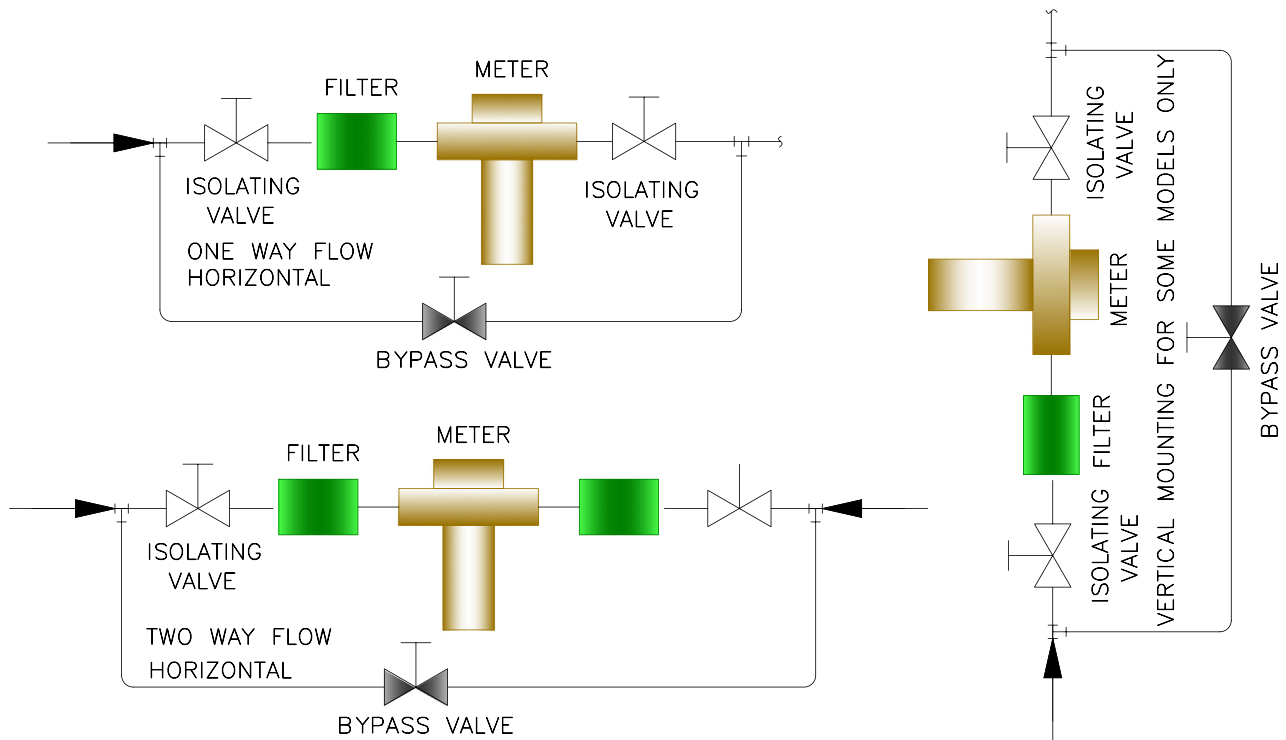 METER
FILTER
ISOLATING
VALVE
ISOLATING
VALVE
ONE WAY FLOW
HORIZONTAL
BYPASS VALVE
METER
FILTER
ISOLATING
VALVE
TWO WAY FLOW
HORIZONTAL
BYPASS VALVE
ISOLATING
VALVE
METER
FILTER
ISOLATING
VALVE
VERTICAL MOUNTING FOR SOME MODELS ONLY
BYPASS VALVE